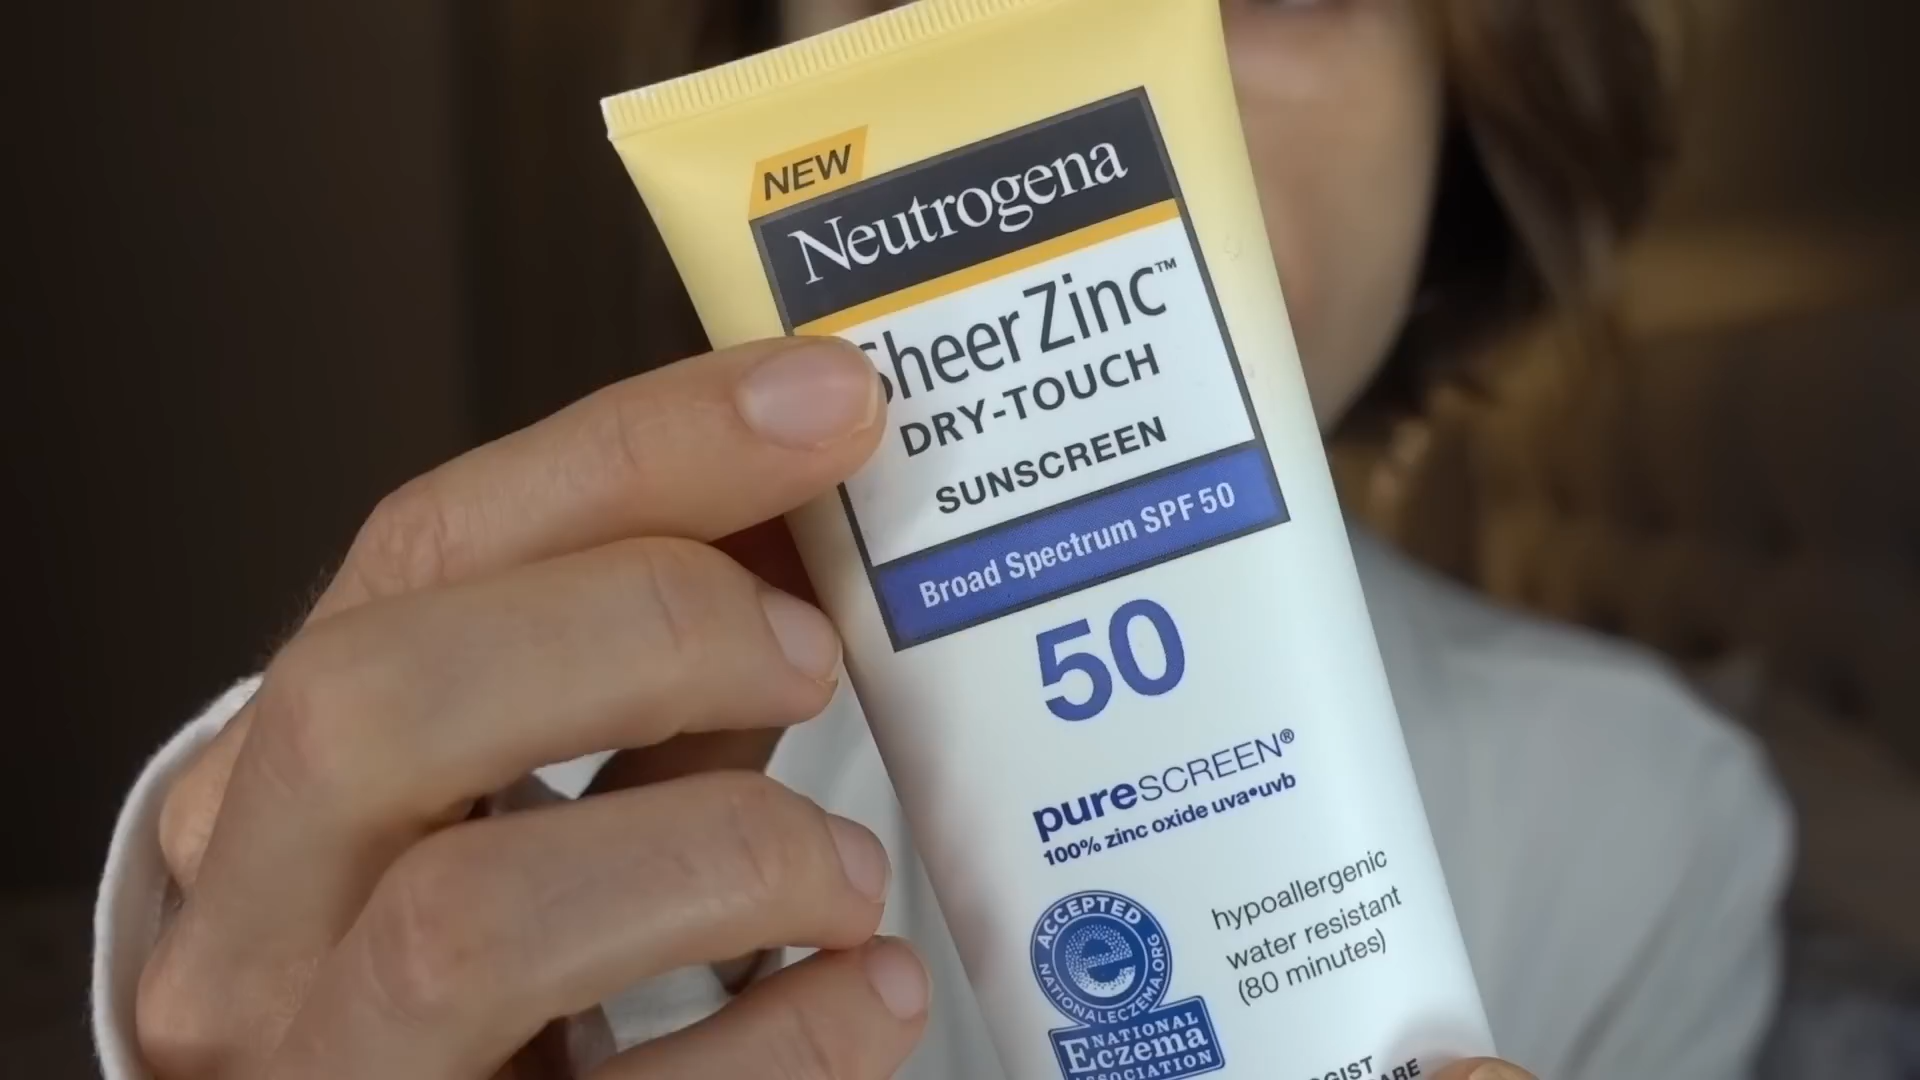 NEW
Neutrogena
Sheer Zinc™
DRY-TOUCH
SUNSCREEN
Broad Spectrum SPF 50
50
pureSCREEN®
100% zinc oxide uva•uvb
hypoallergenic
water resistant
(80 minutes)
ACCEPTED
e
NATIONALECZEMA.ORG
NATIONAL
Eczema
ASSOCIATION